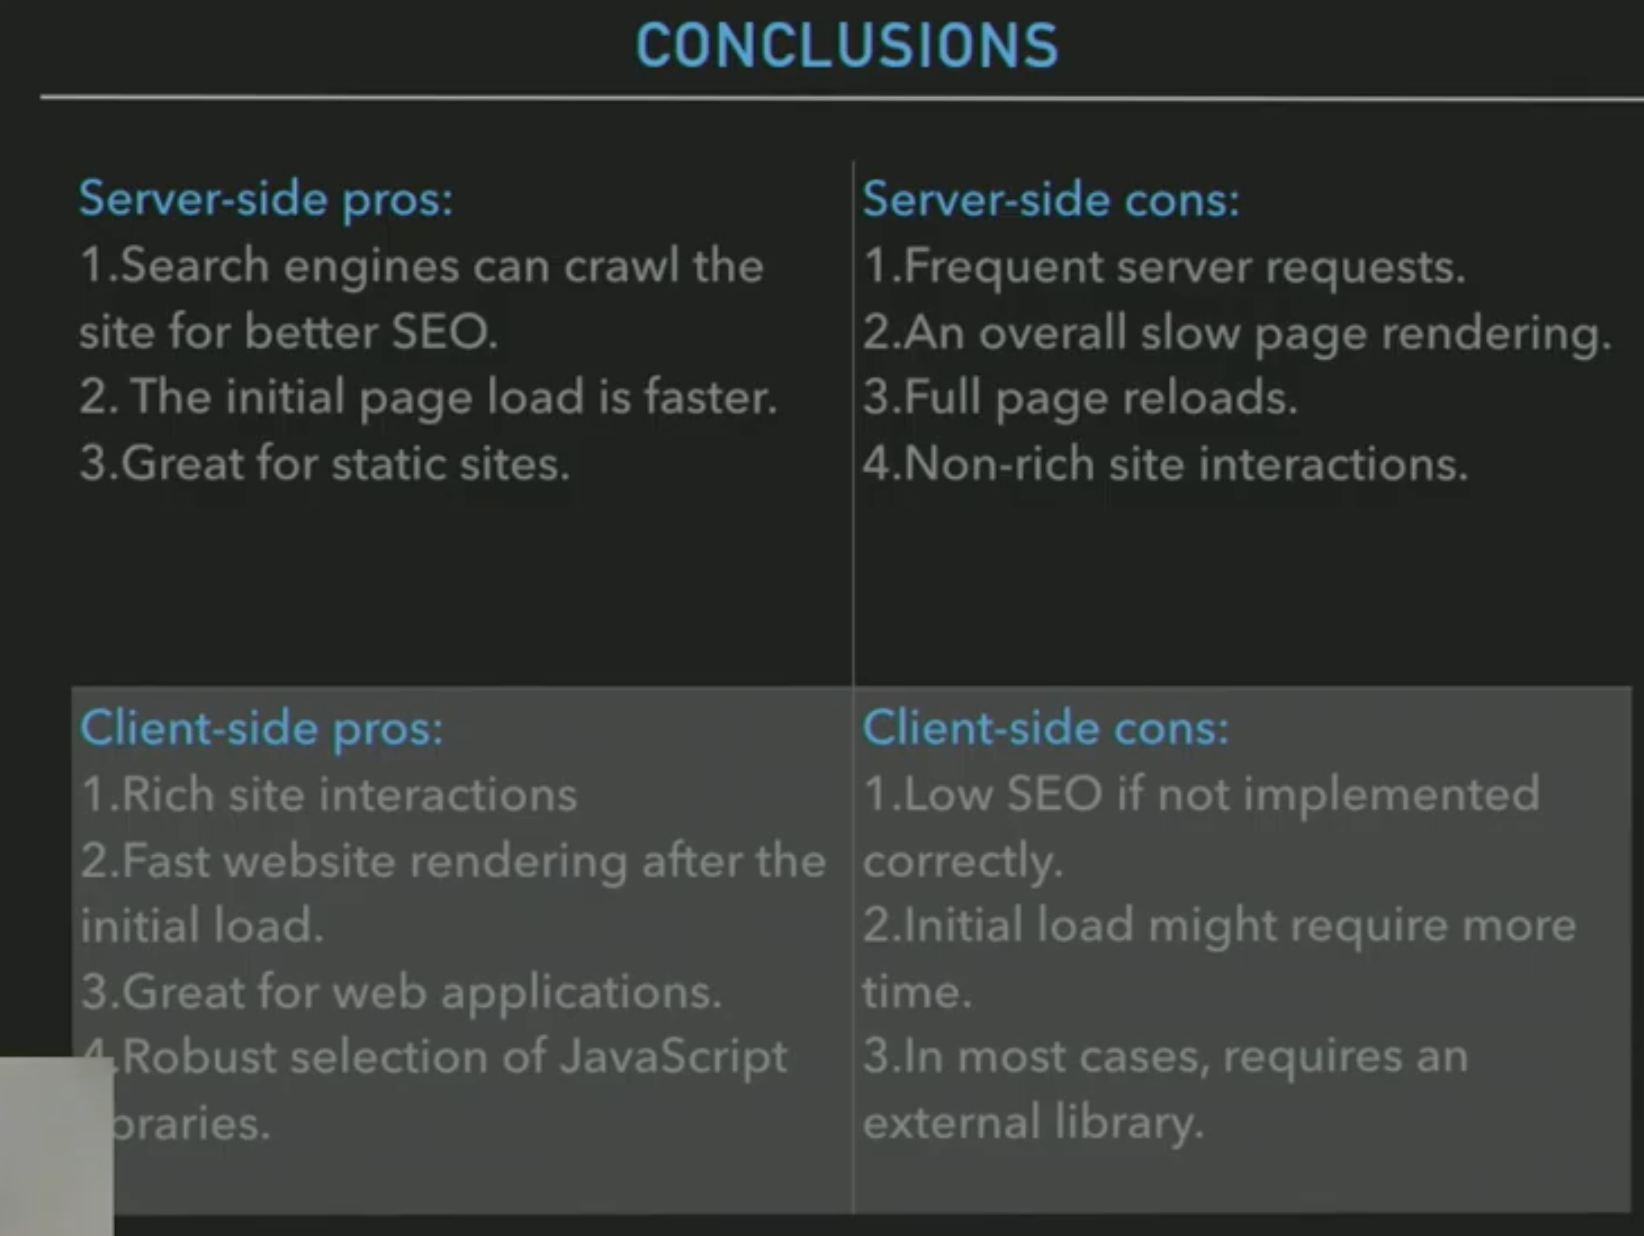 CONCLUSIONS
Server-side pros:
1.Search engines can crawl the
site for better SEO.
2. The initial page load is faster.
3.Great for static sites.
Server-side cons:
1.Frequent server requests.
2.An overall slow page rendering.
3.Full page reloads.
4.Non-rich site interactions.
Client-side pros:
1.Rich site interactions
2.Fast website rendering after the
initial load.
3.Great for web applications.
4.Robust selection of JavaScript
braries.
Client-side cons:
1.Low SEO if not implemented
correctly.
2.Initial load might require more
time.
3.In most cases, requires an
external library.